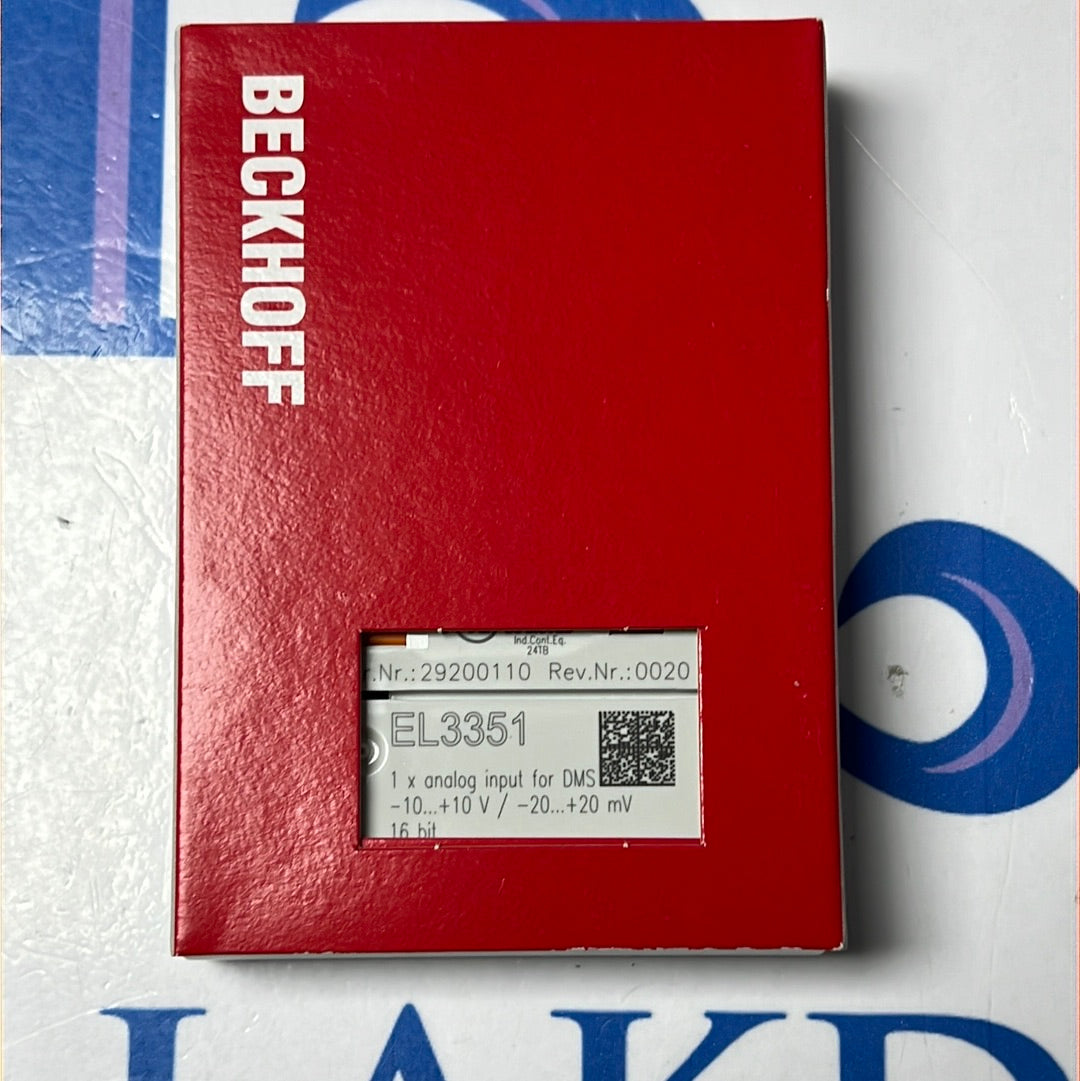 BECKHOFF
Ind.Cont.Eq.
24TB
r.Nr.:29200110 Rev.Nr.:0020
EL3351
1 x analog input for DMS
-10...+10 V / -20...+20 mV
16 bit